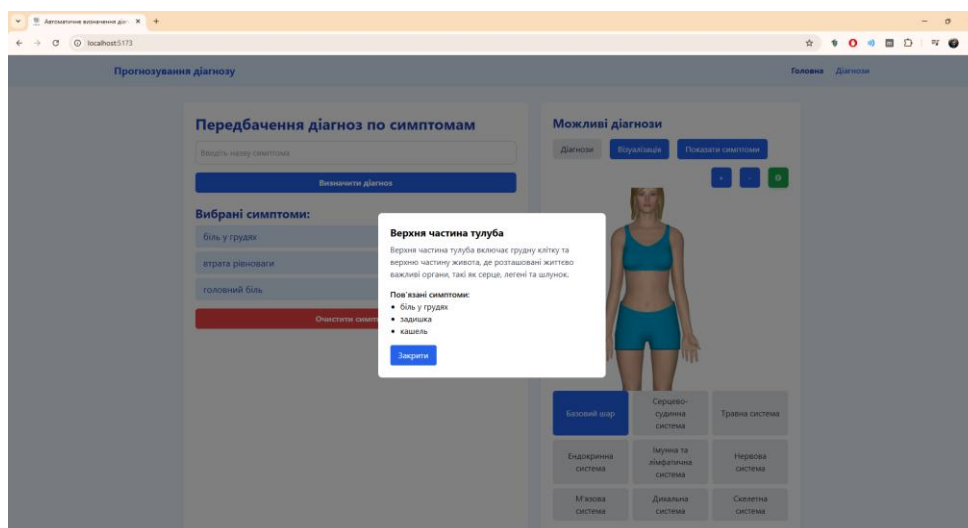 Автоматичне визначення діаг
localhost:5173
Прогнозування діагнозу
Головна Діагнози
Передбачення діагноз по симптомам
Введіть назву симптома
Визначити діагноз
Вибрані симптоми:
біль у грудях
втрата рівноваги
головний біль
Очистити
Верхня частина тулуба
Верхня частина тулуба включає грудну клітку та
верхню частину живота, де розташовані життєво
важливі органи, такі як серце, легені та шлунок.
Пов'язані симптоми:
біль у грудях
задишка
кашель
Закрити
Можливі діагнози
Діагнози Візуалізація Показати симптоми
+ -
Базовий шар
Серцево-
судинна
система
Травна система
Ендокринна
система
Імунна та
лімфатична
система
Нервова
система
М'язова
система
Дихальна
система
Скелетна
система